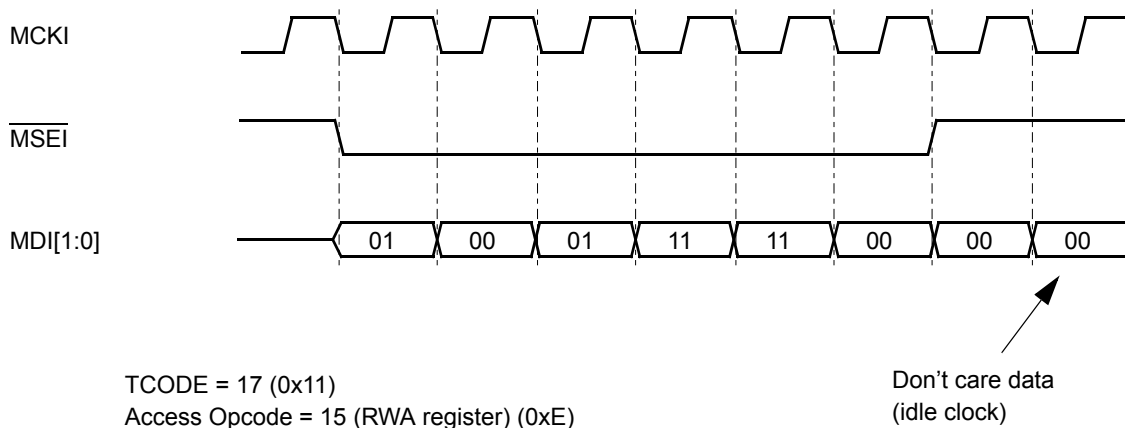 MCKI
MSEI
MDI[1:0]
01 00 01 11 11 00 00 00
TCODE = 17 (0x11)
Access Opcode = 15 (RWA register) (0xE)
Don’t care data
(idle clock)